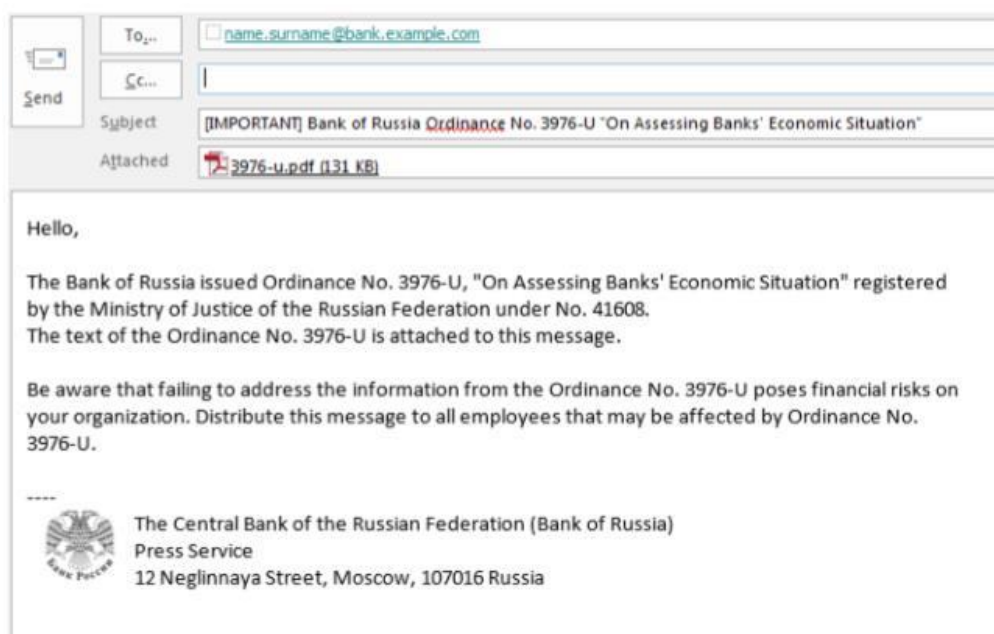 To...
name.surname@bank.example.com
Cc...
Send
Subject
[IMPORTANT] Bank of Russia Ordinance No. 3976-U "On Assessing Banks' Economic Situation"
Attached
3976-u.pdf (131 KB)
Hello,
The Bank of Russia issued Ordinance No. 3976-U, "On Assessing Banks' Economic Situation" registered
by the Ministry of Justice of the Russian Federation under No. 41608.
The text of the Ordinance No. 3976-U is attached to this message.
Be aware that failing to address the information from the Ordinance No. 3976-U poses financial risks on
your organization. Distribute this message to all employees that may be affected by Ordinance No.
3976-U.
----
The Central Bank of the Russian Federation (Bank of Russia)
Press Service
12 Neglinnaya Street, Moscow, 107016 Russia
Банк России